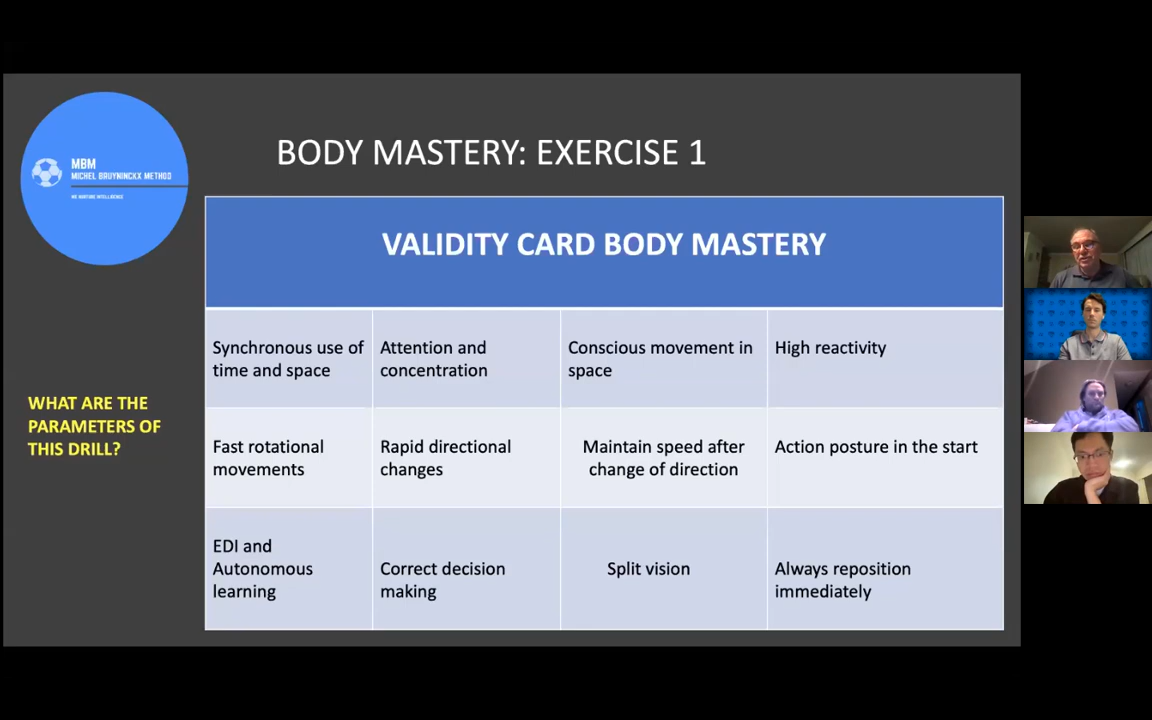 MBM
MICHEL BRUYNINCKX METHOD
BODY MASTERY: EXERCISE 1
VALIDITY CARD BODY MASTERY
Synchronous use of
time and space
Attention and
concentration
Conscious movement in
space
High reactivity
WHAT ARE THE
PARAMETERS OF
THIS DRILL?
Fast rotational
movements
Rapid directional
changes
Maintain speed after
change of direction
Action posture in the start
EDI and
Autonomous
learning
Correct decision
making
Split vision
Always reposition
immediately